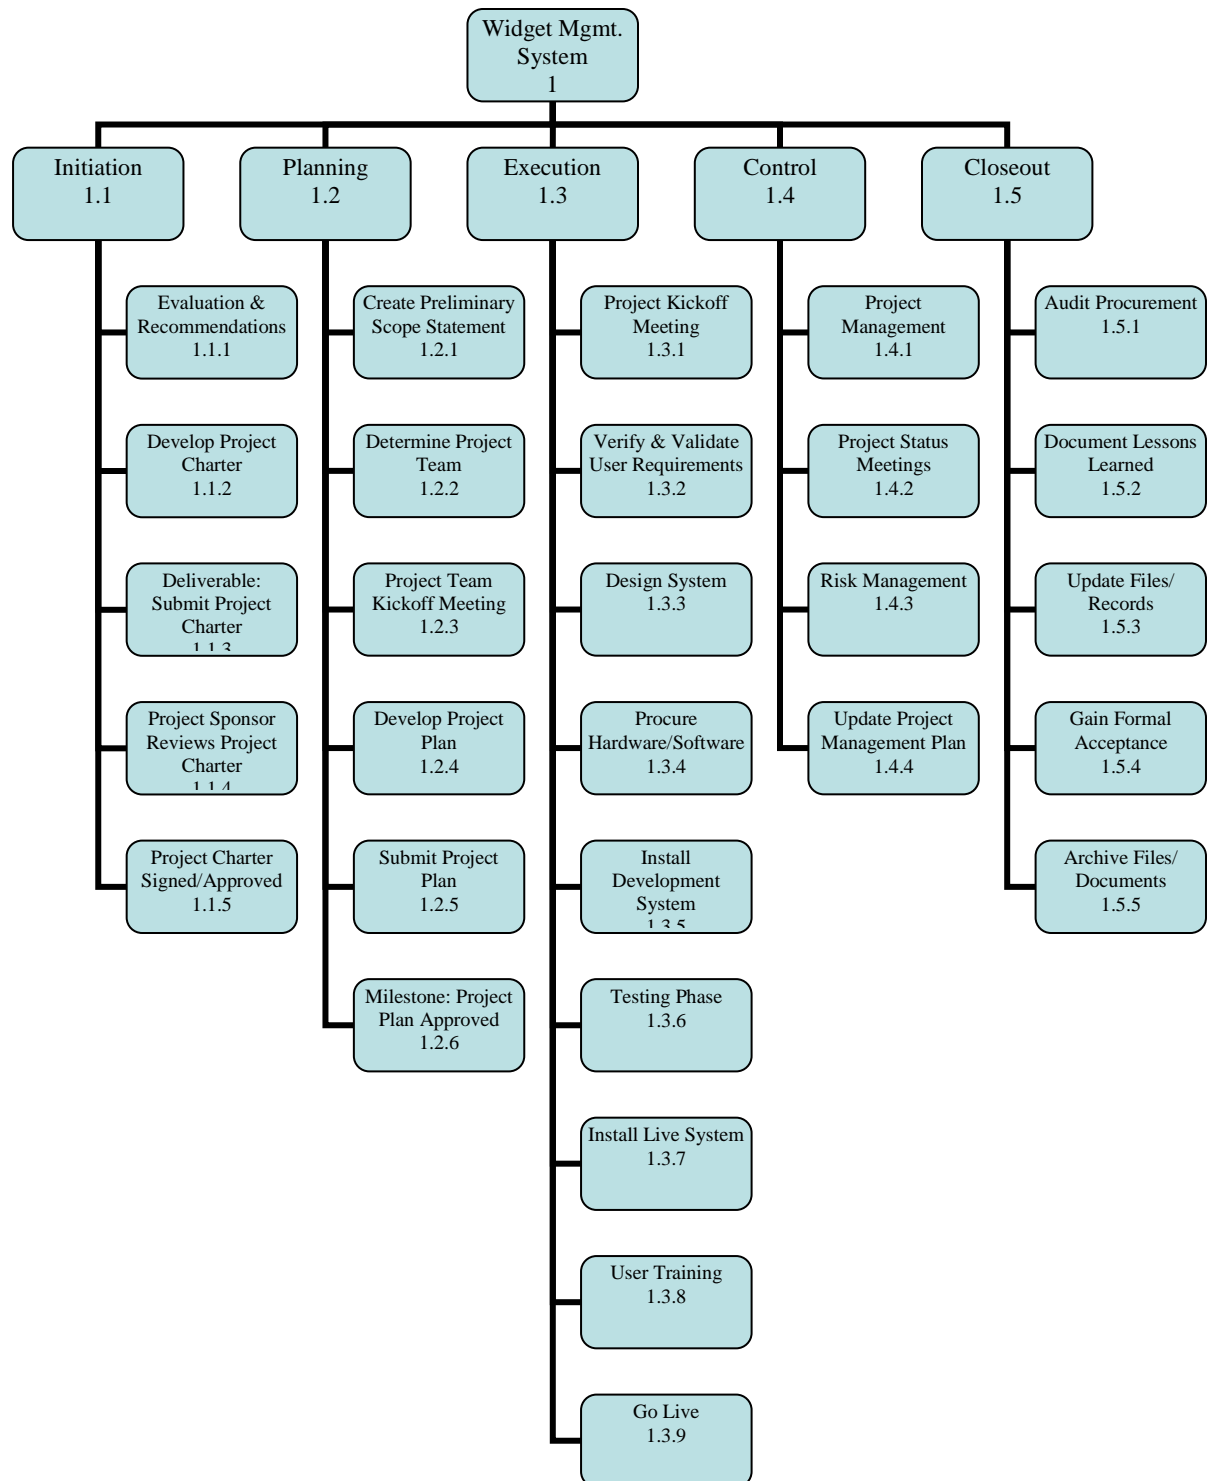 Widget Mgmt.
System
1
Initiation
1.1
Planning
1.2
Execution
1.3
Control
1.4
Closeout
1.5
Evaluation &
Recommendations
1.1.1
Create Preliminary
Scope Statement
1.2.1
Project Kickoff
Meeting
1.3.1
Project
Management
1.4.1
Audit Procurement
1.5.1
Develop Project
Charter
1.1.2
Determine Project
Team
1.2.2
Verify & Validate
User Requirements
1.3.2
Project Status
Meetings
1.4.2
Document Lessons
Learned
1.5.2
Deliverable:
Submit Project
Charter
1.1.3
Project Team
Kickoff Meeting
1.2.3
Design System
1.3.3
Risk Management
1.4.3
Update Files/
Records
1.5.3
Project Sponsor
Reviews Project
Charter
1.1.4
Develop Project
Plan
1.2.4
Procure
Hardware/Software
1.3.4
Update Project
Management Plan
1.4.4
Gain Formal
Acceptance
1.5.4
Project Charter
Signed/Approved
1.1.5
Submit Project
Plan
1.2.5
Install
Development
System
1.3.5
Archive Files/
Documents
1.5.5
Milestone: Project
Plan Approved
1.2.6
Testing Phase
1.3.6
Install Live System
1.3.7
User Training
1.3.8
Go Live
1.3.9